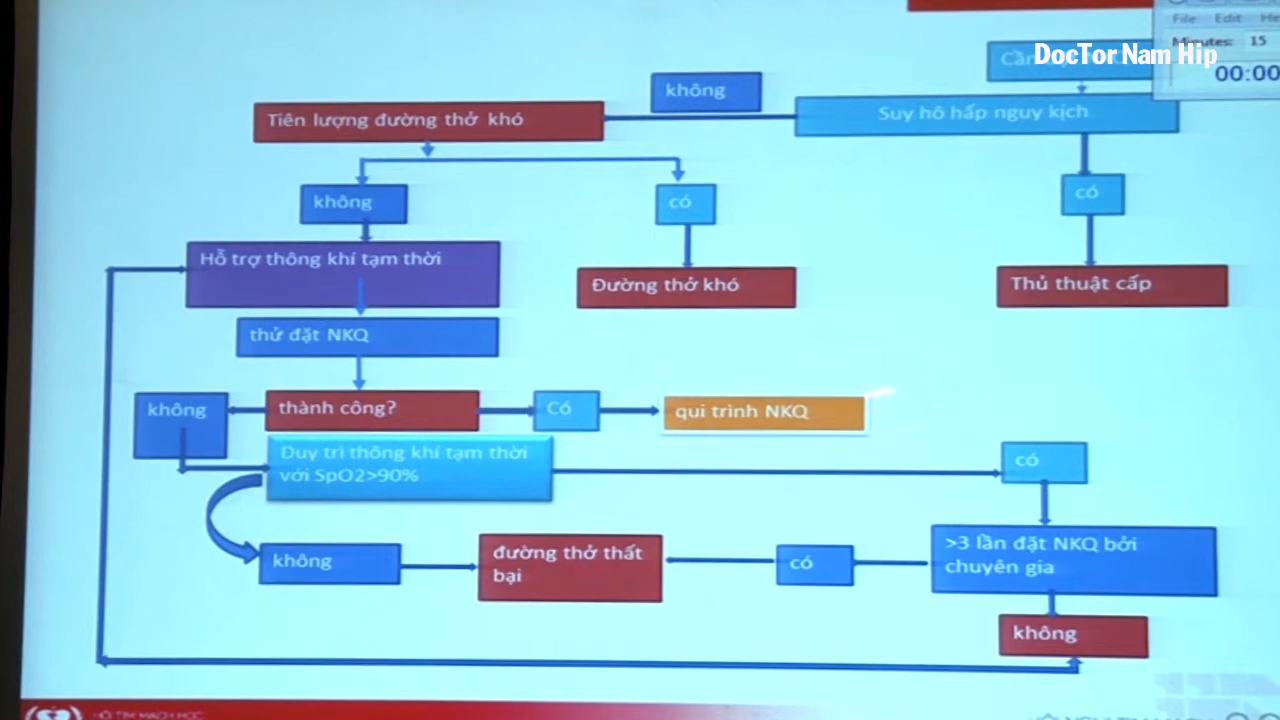 File Edit
Minutes: 15
DocTor Nam Hip
00:00
không
Tiên lượng đường thở khó
Suy hô hấp nguy kịch
không
có
có
Hỗ trợ thông khí tạm thời
Đường thở khó
Thủ thuật cấp
thử đặt NKQ
không
thành công?
Có
qui trình NKQ
Duy trì thông khí tạm thời
với SpO2>90%
có
không
đường thở thất
bại
có
>3 lần đặt NKQ bởi
chuyên gia
không